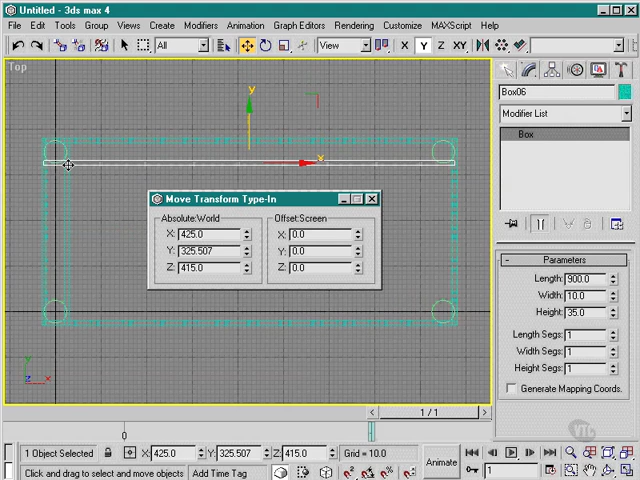 Untitled - 3ds max 4
File Edit Tools Group Views Create Modifiers Animation Graph Editors Rendering Customize MAXScript Help
All View X Y Z XY
Top
y
x
Box06
Modifier List
Box
Move Transform Type-In
Absolute:World Offset:Screen
X: 425.0 X: 0.0
Y: 325.507 Y: 0.0
Z: 415.0 Z: 0.0
- Parameters
Length: 900.0
Width: 10.0
Height: 35.0
Length Segs: 1
Width Segs: 1
Height Segs: 1
Generate Mapping Coords.
y
z x
< 1 / 1 >
VTC
0
1 Object Selected X: 425.0 Y: 325.507 Z: 415.0 Grid = 10.0
Animate
Click and drag to select and move objects Add Time Tag 1